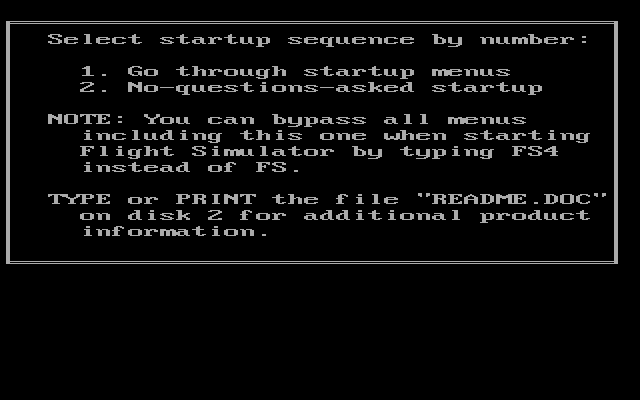 Select startup sequence by number:
1. Go through startup menus
2. No-questions-asked startup
NOTE: You can bypass all menus
including this one when starting
Flight Simulator by typing FS4
instead of FS.
TYPE or PRINT the file "README.DOC"
on disk 2 for additional product
information.